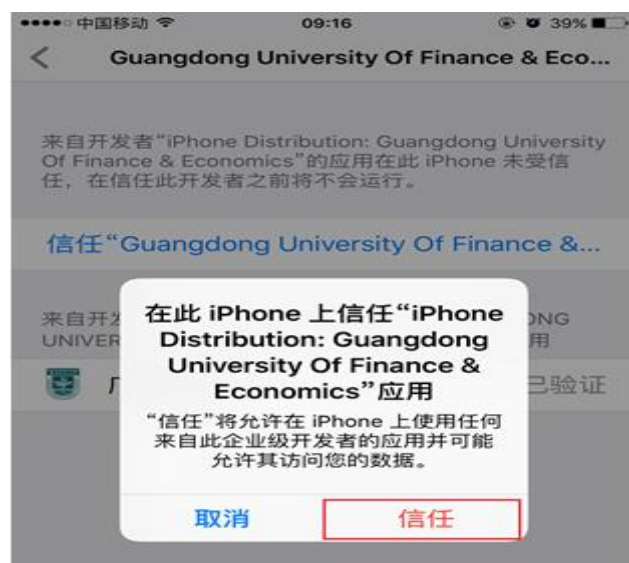 中国移动 09:16 39%
Guangdong University Of Finance & Eco...
来自开发者“iPhone Distribution: Guangdong University
Of Finance & Economics”的应用在此 iPhone 未受信
任，在信任此开发者之前将不会运行。
信任“Guangdong University Of Finance &...
在此 iPhone 上信任“iPhone
Distribution: Guangdong
University Of Finance &
Economics”应用
“信任”将允许在 iPhone 上使用任何
来自此企业级开发者的应用并可能
允许其访问您的数据。
取消 信任
来自开
UNIVER
用
已验证